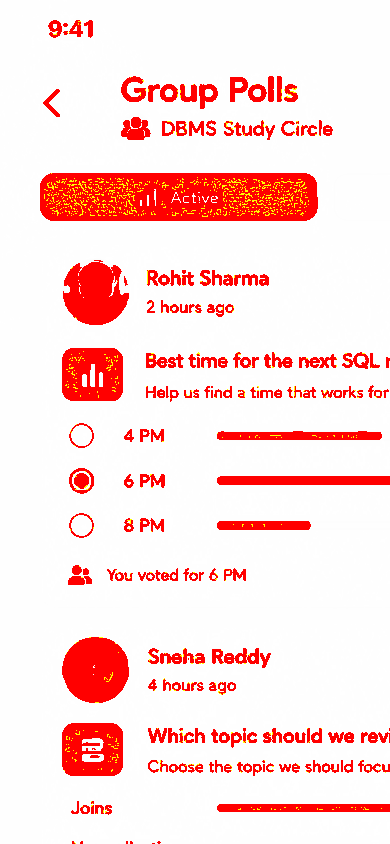 9:41
Group Polls
DBMS Study Circle
Active
Rohit Sharma
2 hours ago
Best time for the next SQL
Help us find a time that works for
4 PM
6 PM
8 PM
You voted for 6 PM
Sneha Reddy
4 hours ago
Which topic should we revi
Choose the topic we should focu
Joins